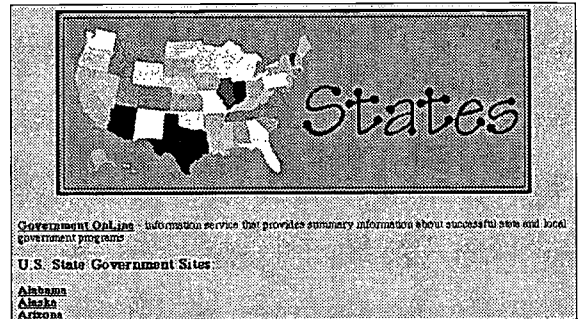 States
Government OnLine - information service that provides summary information about successful state and local
government programs
U.S. State Government Sites:
Alabama
Alaska
Arizona